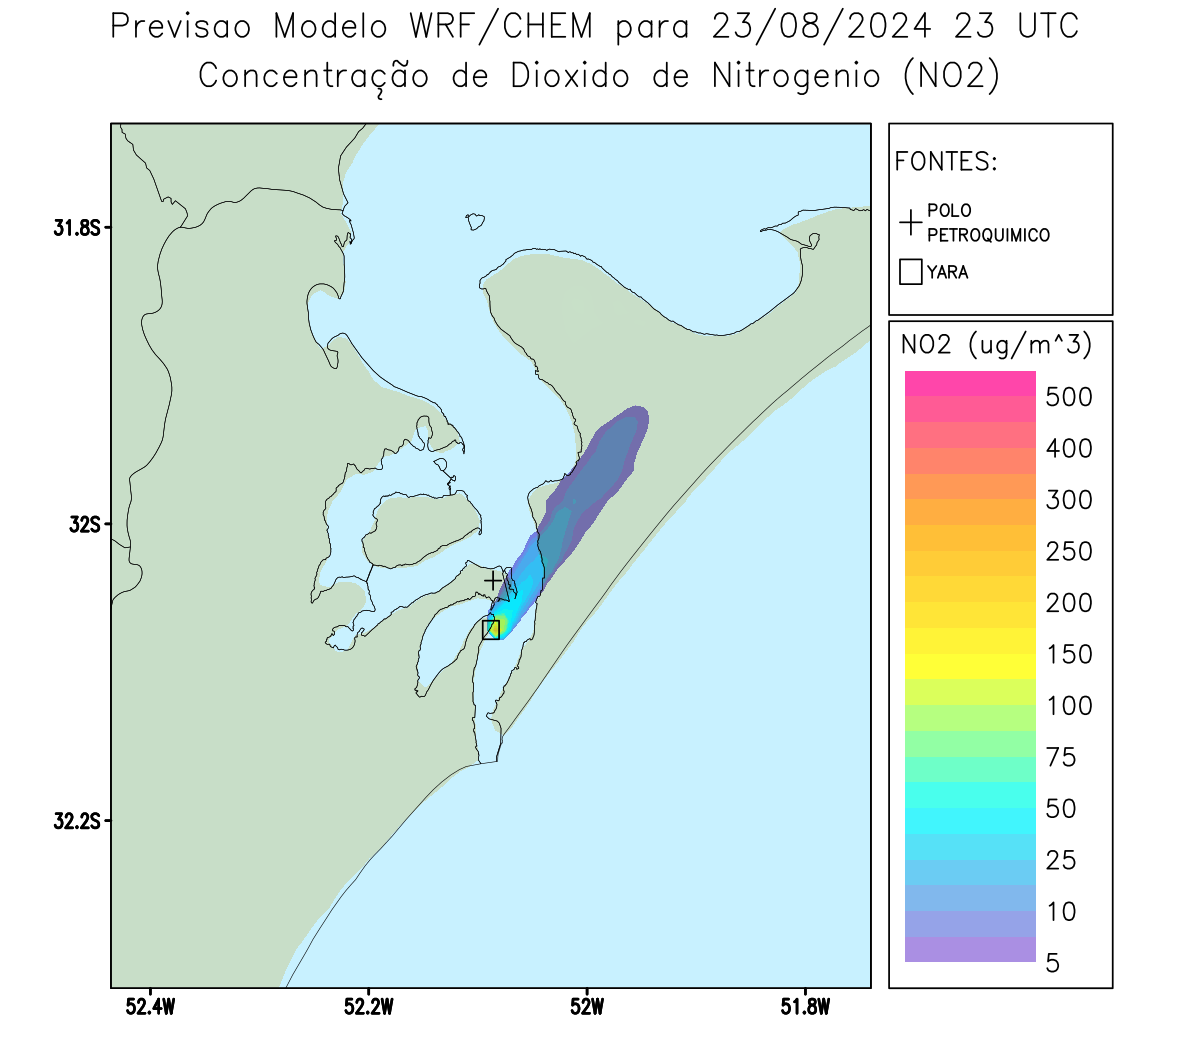 Previsao Modelo WRF/CHEM para 23/08/2024 23 UTC
Concentração de Dioxido de Nitrogenio (NO2)
FONTES:
POLO
PETROQUIMICO
YARA
31.8S
32S
32.2S
52.4W
52.2W
52W
51.8W
NO2 (ug/m^3)
500
400
300
250
200
150
100
75
50
25
10
5